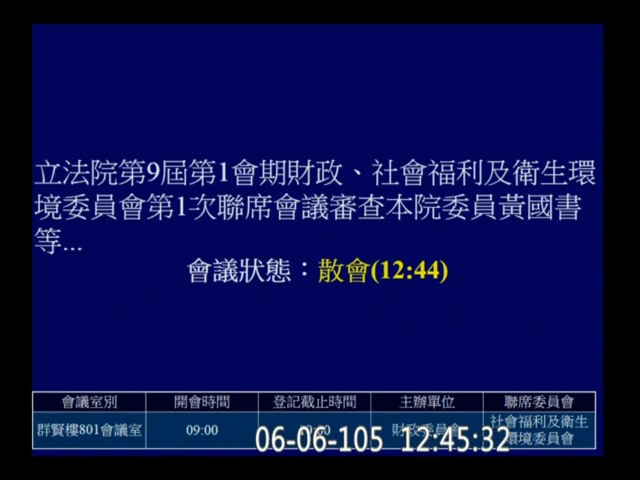 立法院第9屆第1會期財政、社會福利及衛生環
境委員會第1次聯席會議審查本院委員黃國書
等...
會議狀態：散會(12:44)
會議室別 開會時間 登記截止時間 主辦單位 聯席委員會
群賢樓801會議室 09:00 財政委員會 社會福利及衛生
環境委員會
06-06-105 12:45:32